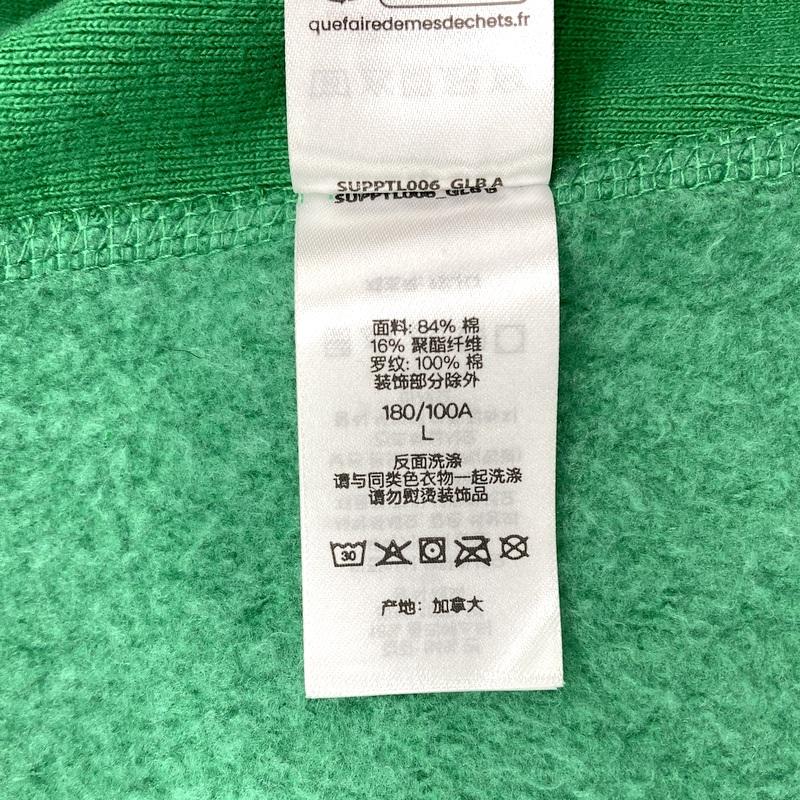 quefairedemesdechets.fr
SUPPTL006_GLB A
SUPPTL006_GLB B
面料: 84% 棉
16% 聚酯纤维
罗纹: 100% 棉
装饰部分除外
180/100A
L
反面洗涤
请与同类色衣物一起洗涤
请勿熨烫装饰品
30
产地: 加拿大